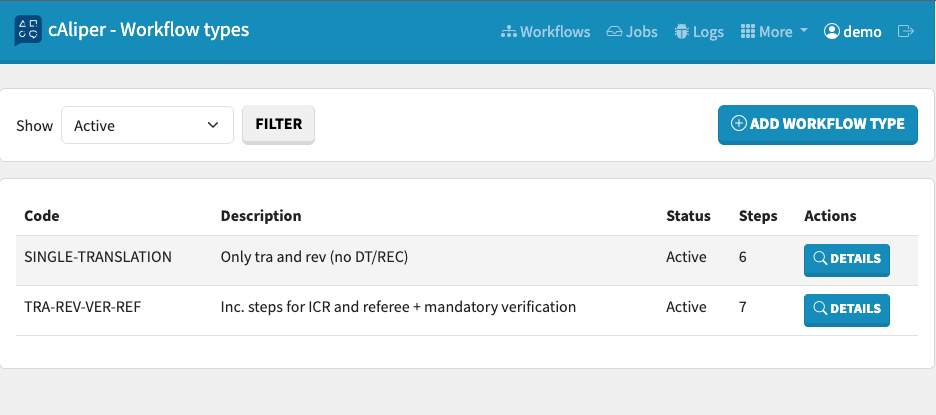 cAliper - Workflow types
Workflows Jobs Logs More demo
Show Active FILTER ADD WORKFLOW TYPE
Code Description Status Steps Actions
SINGLE-TRANSLATION Only tra and rev (no DT/REC) Active 6 DETAILS
TRA-REV-VER-REF Inc. steps for ICR and referee + mandatory verification Active 7 DETAILS